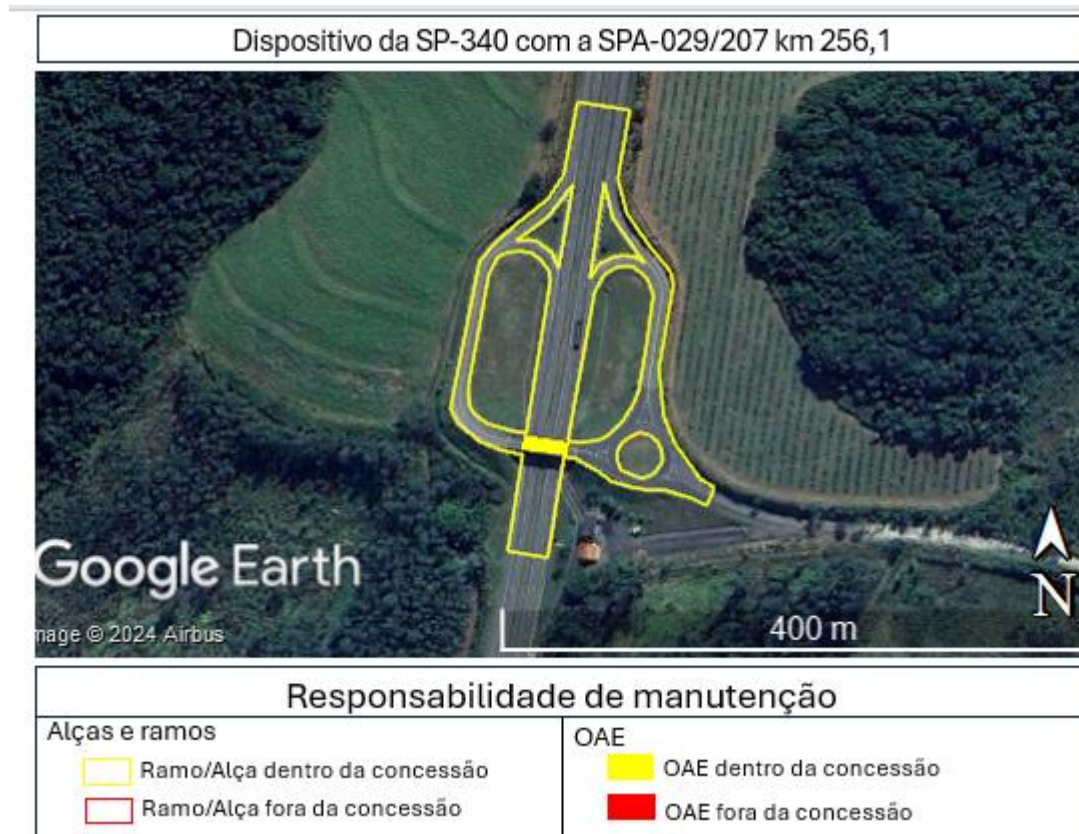 Dispositivo da SP-340 com a SPA-029/207 km 256,1
Google Earth
mage © 2024 Airbus
400 m
N
Responsabilidade de manutenção
Alças e ramos
Ramo/Alça dentro da concessão
Ramo/Alça fora da concessão
OAE
OAE dentro da concessão
OAE fora da concessão